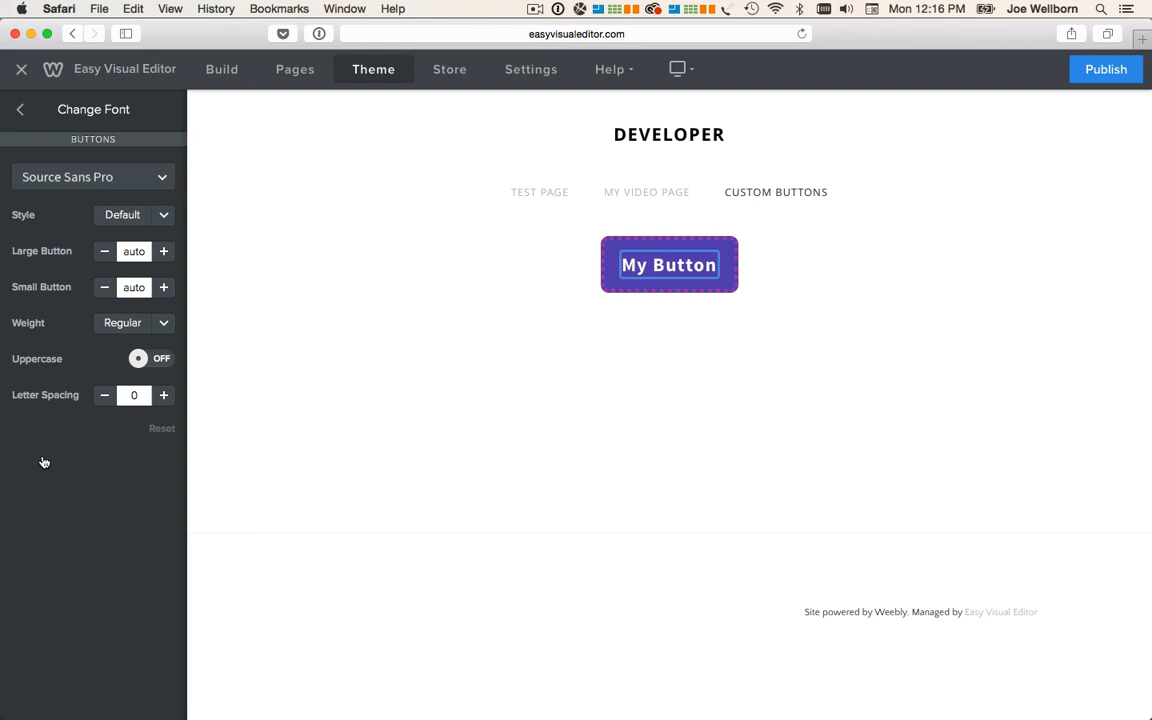 Safari File Edit View History Bookmarks Window Help Mon 12:16 PM Joe Wellborn
easyvisualeditor.com
Easy Visual Editor Build Pages Theme Store Settings Help Publish
Change Font
BUTTONS
Source Sans Pro
Style Default
Large Button − auto +
Small Button − auto +
Weight Regular
Uppercase OFF
Letter Spacing − 0 +
Reset
DEVELOPER
TEST PAGE MY VIDEO PAGE CUSTOM BUTTONS
My Button
Site powered by Weebly. Managed by Easy Visual Editor